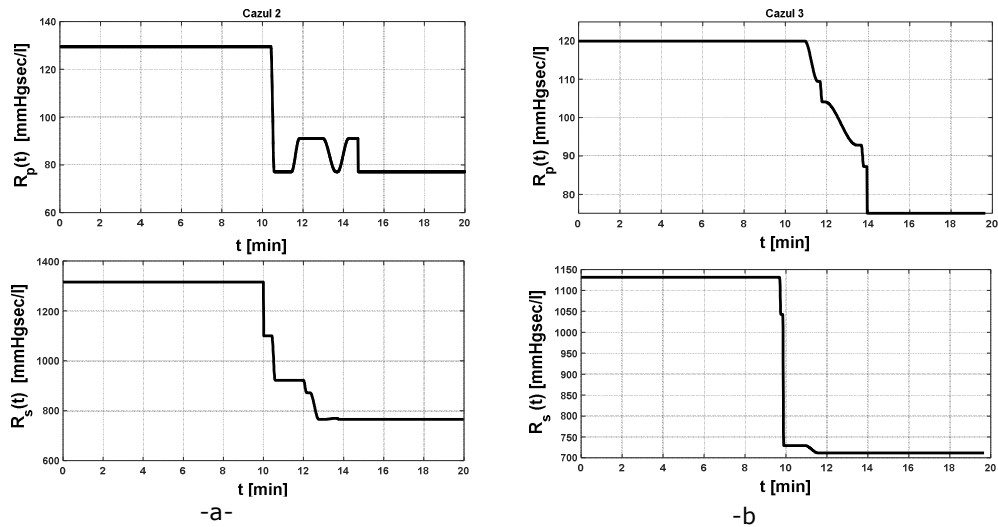 Cazul 2
R_p(t) [mmHgsec/l]
140
120
100
80
60
0 2 4 6 8 10 12 14 16 18 20
t [min]
R_s(t) [mmHgsec/l]
1400
1200
1000
800
600
0 2 4 6 8 10 12 14 16 18 20
t [min]
-a-
Cazul 3
R_p(t) [mmHgsec/l]
120
110
100
90
80
0 2 4 6 8 10 12 14 16 18 20
t [min]
R_s (t) [mmHgsec/l]
1150
1100
1050
1000
950
900
850
800
750
700
0 2 4 6 8 10 12 14 16 18 20
t [min]
-b